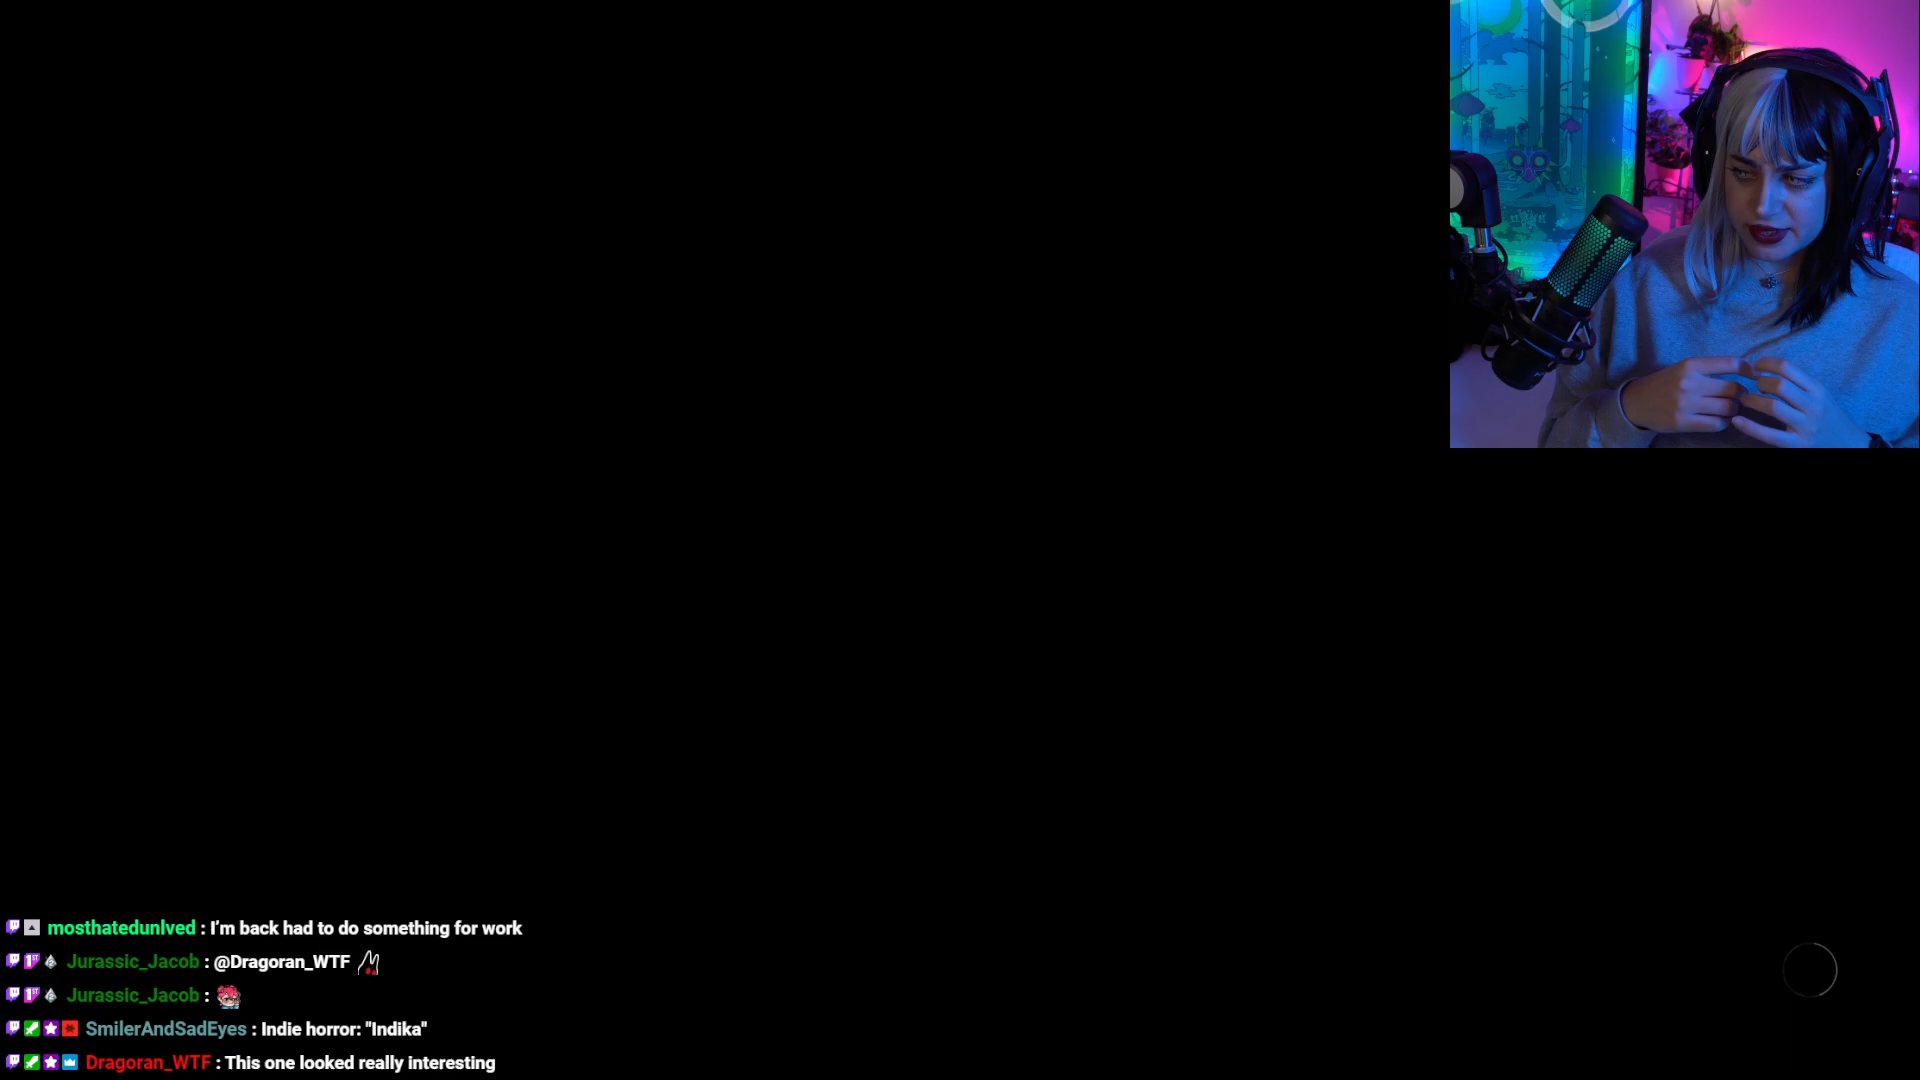 mosthatedunlved : I'm back had to do something for work
Jurassic_Jacob : @Dragoran_WTF
Jurassic_Jacob :
SmilerAndSadEyes : Indie horror: "Indika"
Dragoran_WTF : This one looked really interesting